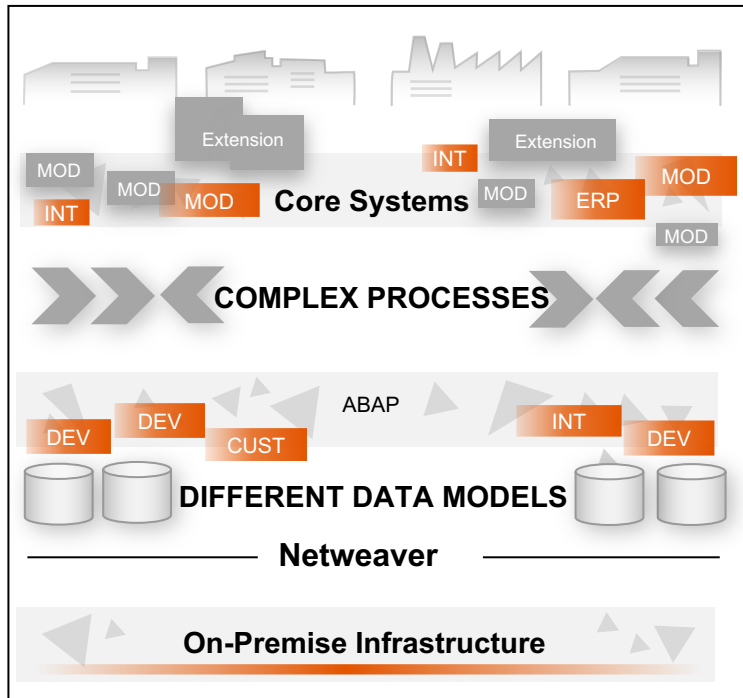 Extension
Extension
INT
MOD
MOD
MOD
INT
Core Systems
MOD
ERP
MOD
MOD
COMPLEX PROCESSES
ABAP
DEV
DEV
CUST
INT
DEV
DIFFERENT DATA MODELS
Netweaver
On-Premise Infrastructure